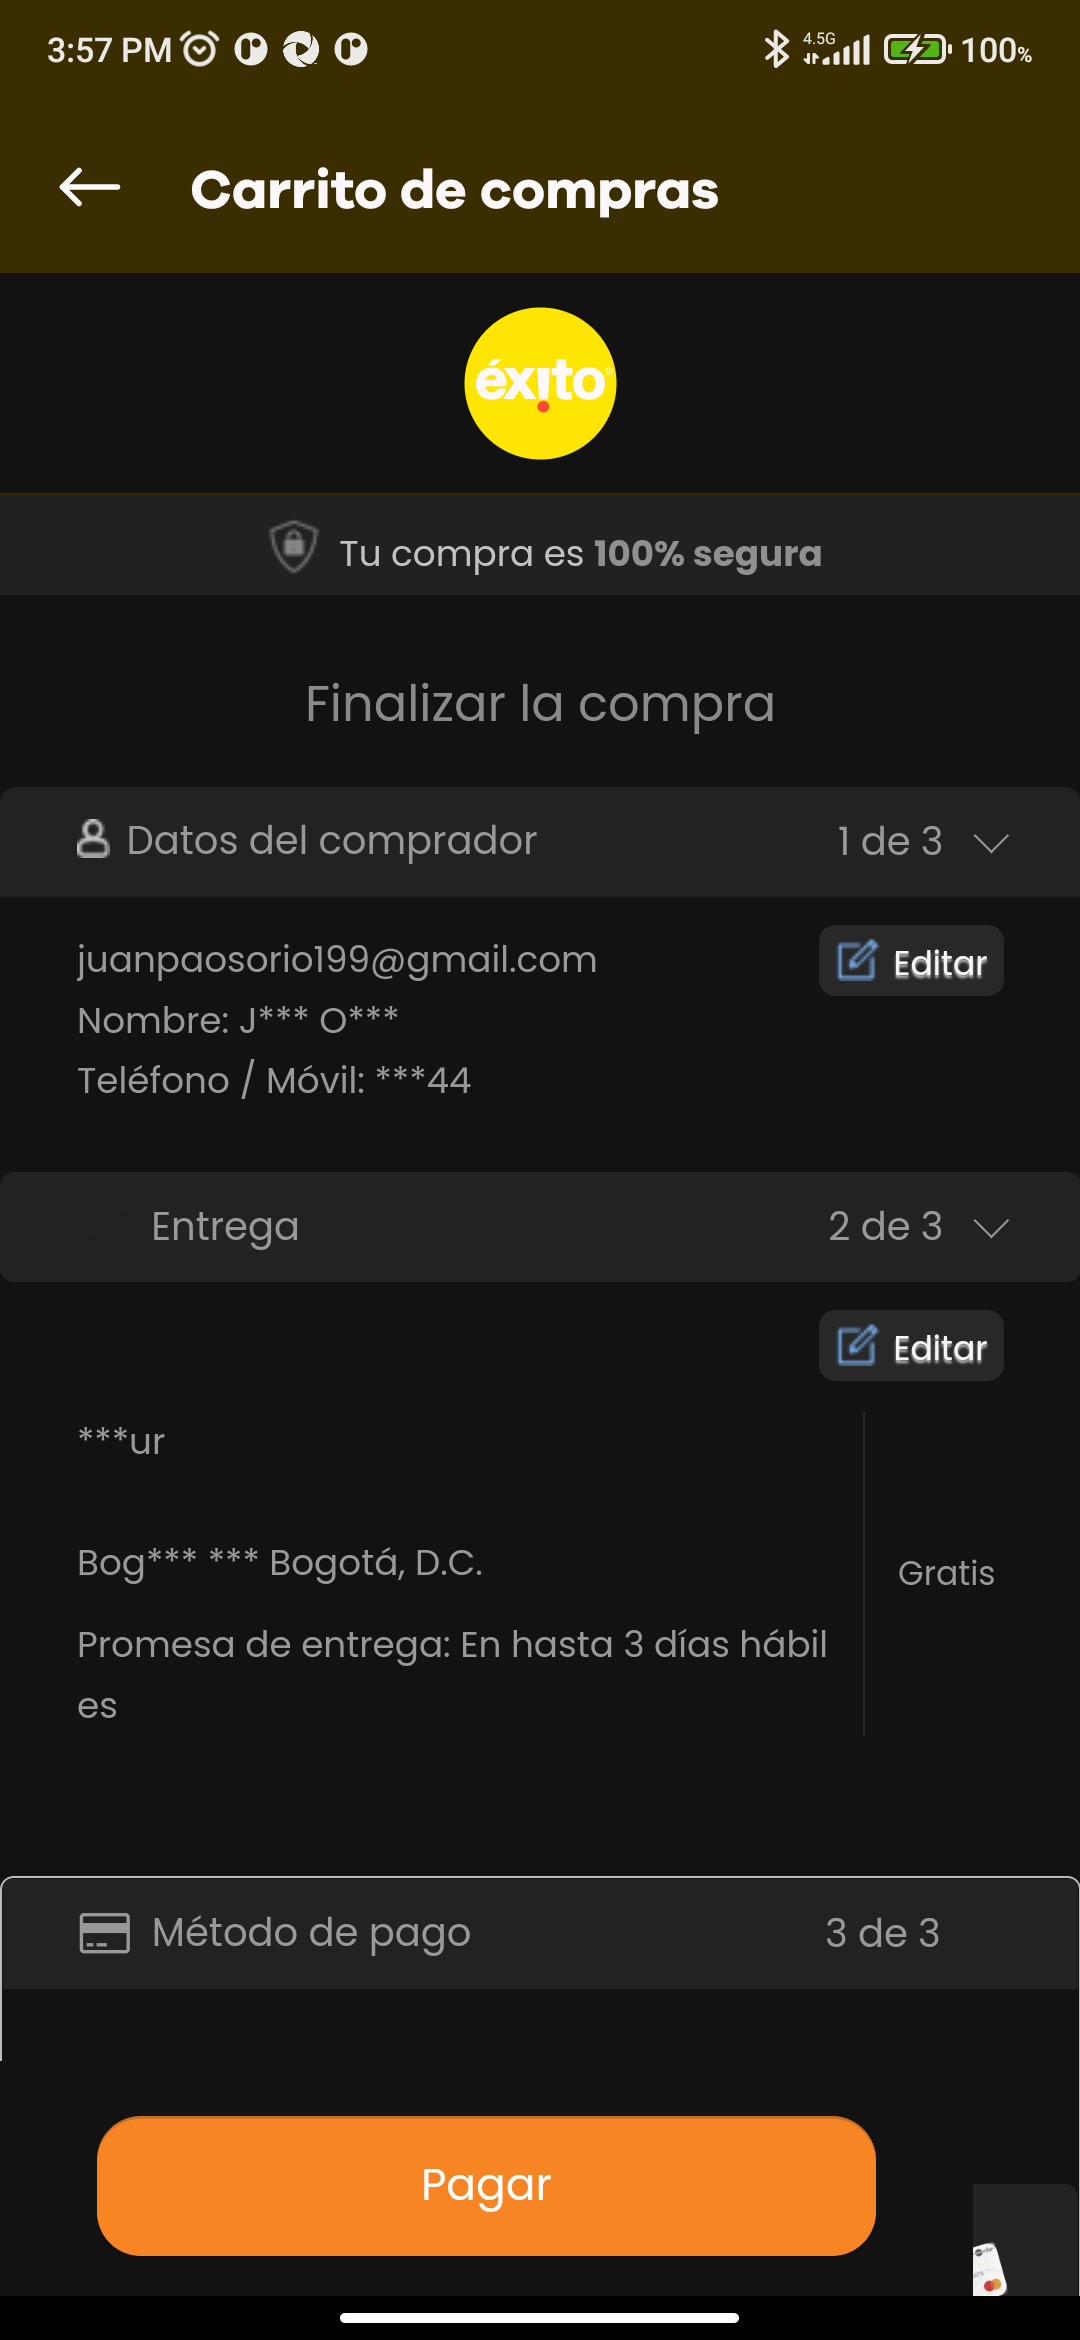 3:57 PM
4.5G
100%
Carrito de compras
éxito
Tu compra es 100% segura
Finalizar la compra
Datos del comprador
1 de 3
juanpaosorio199@gmail.com
Editar
Nombre: J*** O***
Teléfono / Móvil: ***44
Entrega
2 de 3
Editar
***ur
Bog*** *** Bogotá, D.C.
Gratis
Promesa de entrega: En hasta 3 días hábil
es
Método de pago
3 de 3
Pagar